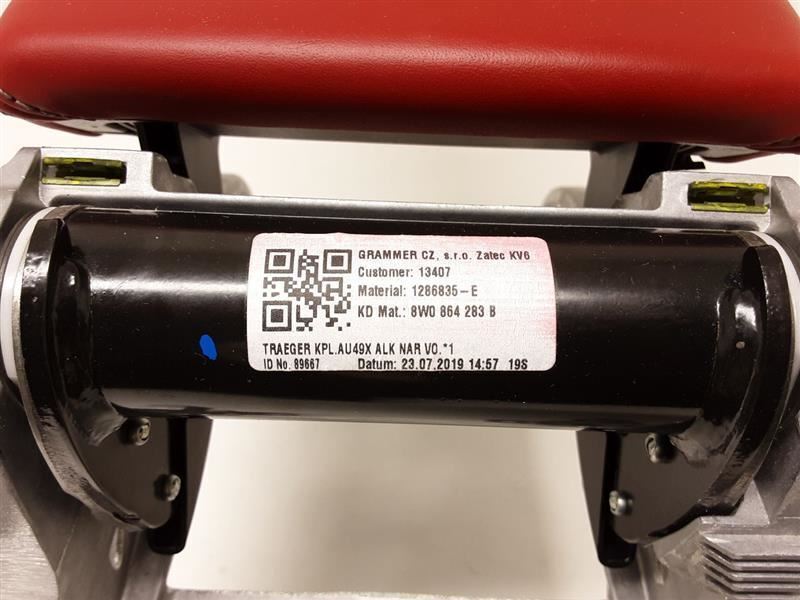 GRAMMER CZ, s.r.o. Zatec KV6
Customer: 13407
Material: 1286835-E
KD Mat.: 8W0 864 283 B
TRAEGER KPL.AU49X ALK NAR VO.*1
ID No. 89667 Datum: 23.07.2019 14:57 19S